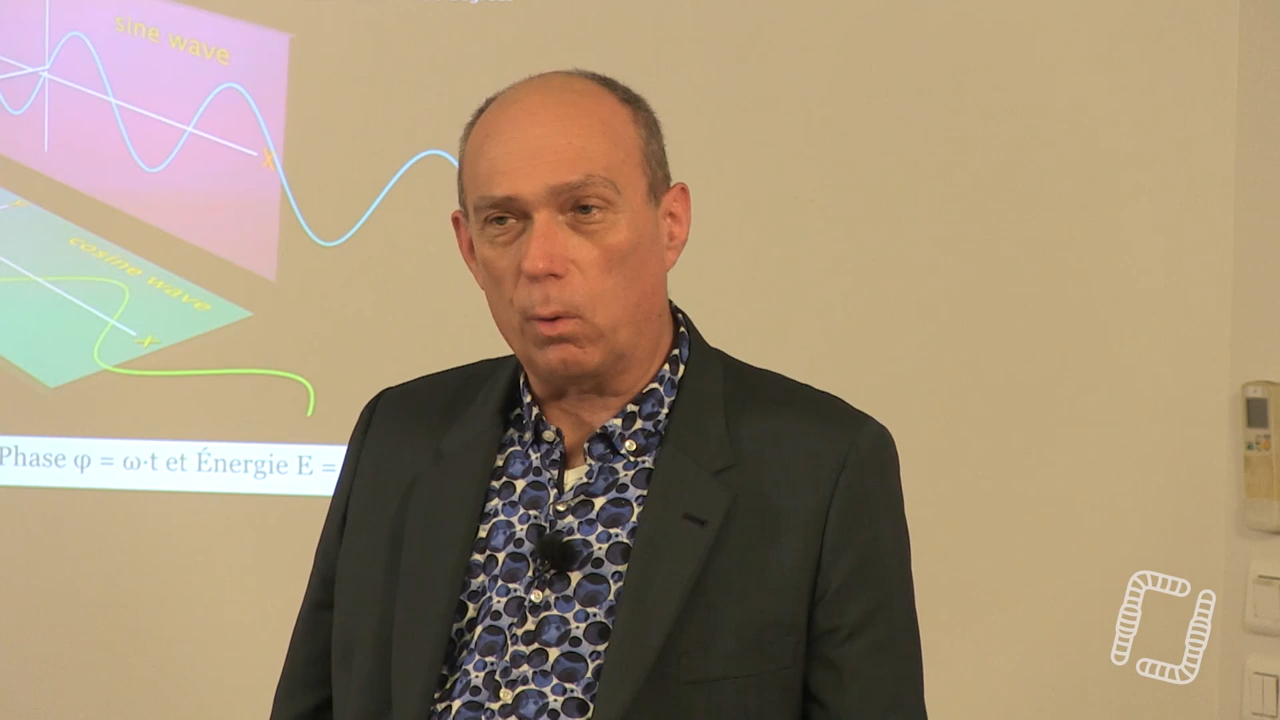 sine wave
X
cosine wave
X
Phase φ = ω·t et Énergie E =